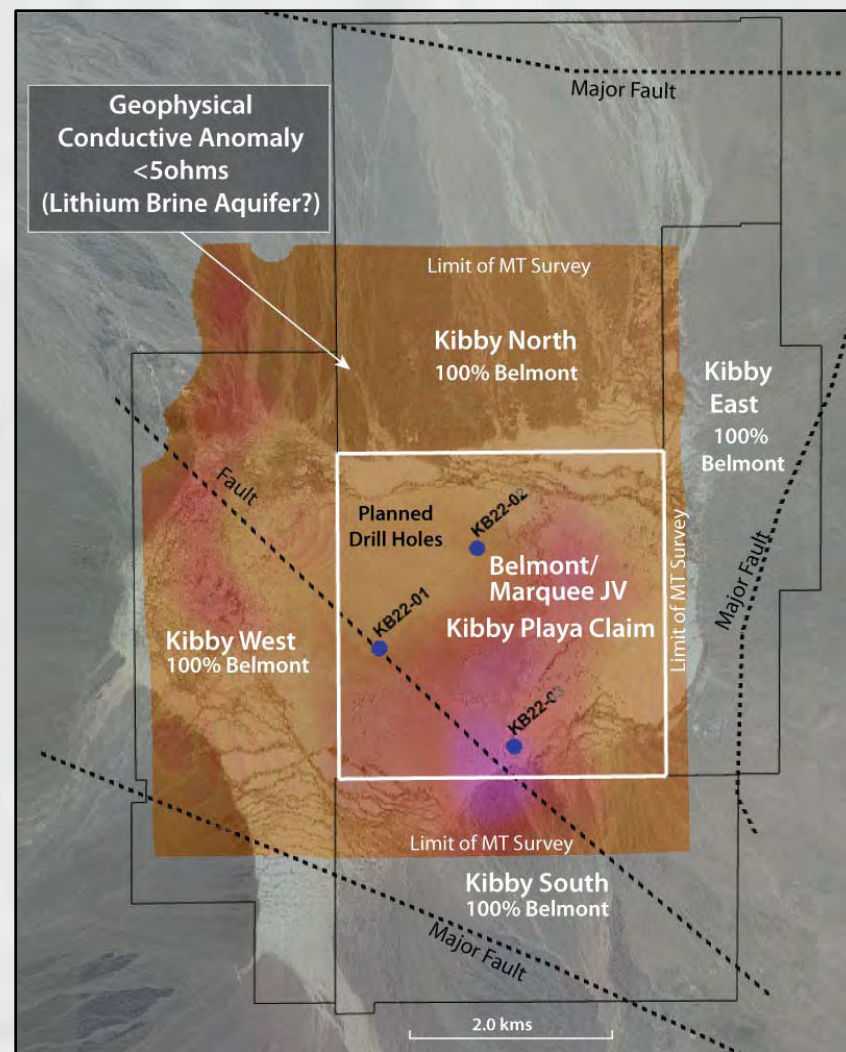 Major Fault
Geophysical
Conductive Anomaly
<5ohms
(Lithium Brine Aquifer?)
Limit of MT Survey
Kibby North
100% Belmont
Kibby
East
100%
Belmont
Fault
Planned
Drill Holes
KB22-02
Belmont/
Marquee JV
Kibby Playa Claim
KB22-01
Limit of MT Survey
Major Fault
Kibby West
100% Belmont
KB22-03
Limit of MT Survey
Kibby South
100% Belmont
Major Fault
2.0 kms